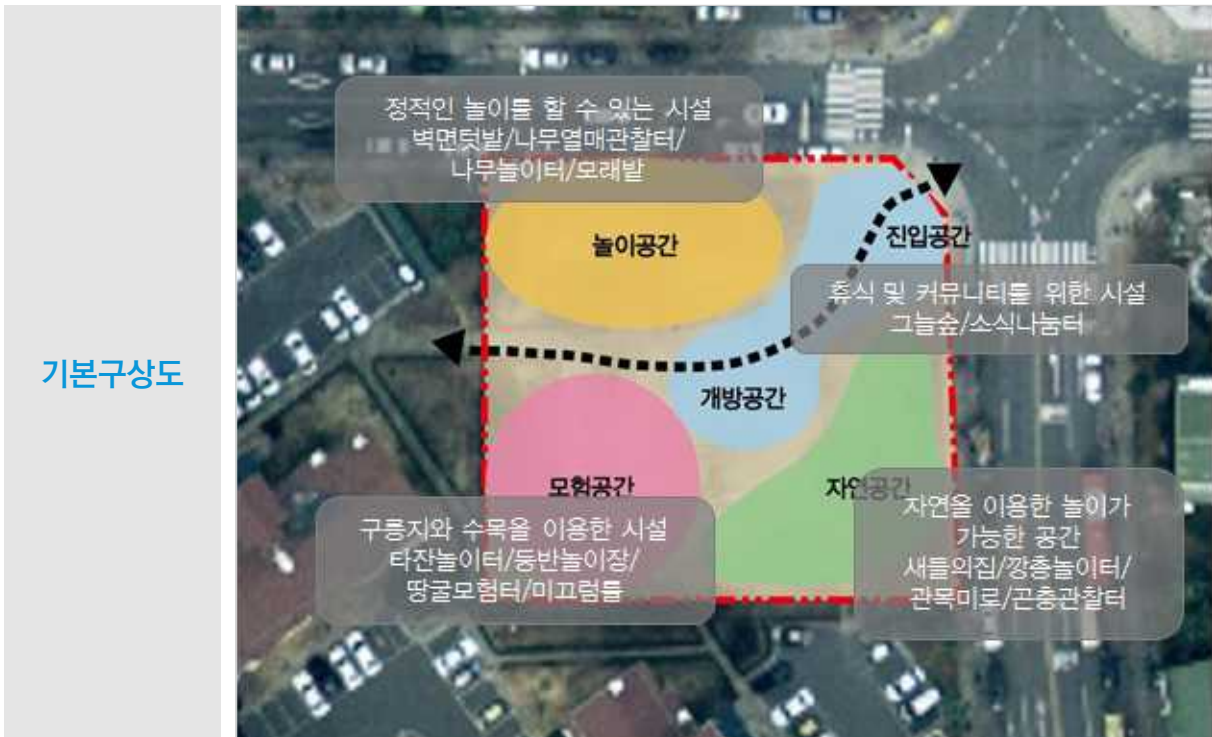 기본구상도
정적인 놀이를 할 수 있는 시설
벽면텃밭/나무열매관찰터/
나무놀이터/모래밭
놀이공간
진입공간
휴식 및 커뮤니티를 위한 시설
그늘숲/소식나눔터
개방공간
모험공간
자연공간
구릉지와 수목을 이용한 시설
타잔놀이터/등반놀이장/
땅굴모험터/미끄럼틀
자연을 이용한 놀이가
가능한 공간
새들의집/깡충놀이터/
관목미로/곤충관찰터